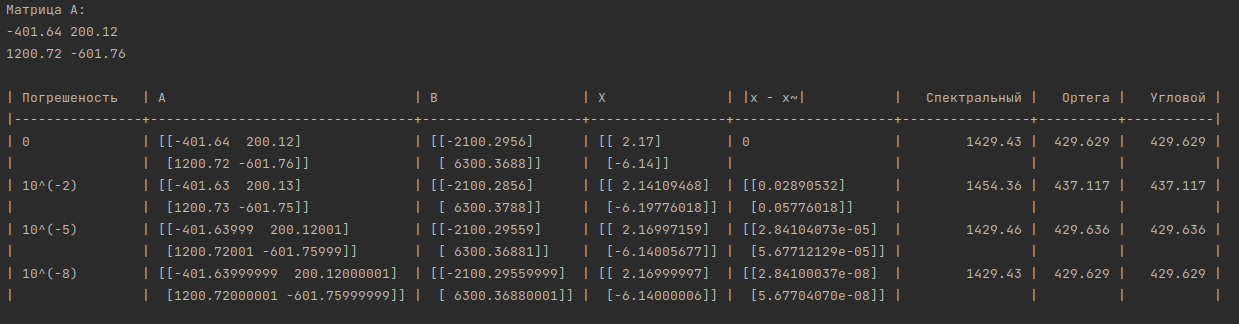 Матрица А:
-401.64 200.12
1200.72 -601.76
| Погрешеность   | A                               | B                 | X                | |x - x~|           |   Спектральный |   Ортега |   Угловой |
|----------------+---------------------------------+-------------------+------------------+--------------------+----------------+----------+-----------|
| 0              | [[-401.64  200.12]              | [[-2100.2956]     | [[ 2.17]         | 0                  |        1429.43 |  429.629 |   429.629 |
|                |  [1200.72 -601.76]]             |  [ 6300.3688]]    |  [-6.14]]        |                    |                |          |           |
| 10^(-2)        | [[-401.63  200.13]              | [[-2100.2856]     | [[ 2.14109468]   | [[0.02890532]      |        1454.36 |  437.117 |   437.117 |
|                |  [1200.73 -601.75]]             |  [ 6300.3788]]    |  [-6.19776018]]  |  [0.05776018]]     |                |          |           |
| 10^(-5)        | [[-401.63999  200.12001]        | [[-2100.29559]    | [[ 2.16997159]   | [[2.84104073e-05]  |        1429.46 |  429.636 |   429.636 |
|                |  [1200.72001 -601.75999]]       |  [ 6300.36881]]   |  [-6.14005677]]  |  [5.67712129e-05]] |                |          |           |
| 10^(-8)        | [[-401.63999999  200.12000001]  | [[-2100.29559999] | [[ 2.16999997]   | [[2.84100037e-08]  |        1429.43 |  429.629 |   429.629 |
|                |  [1200.72000001 -601.75999999]] |  [ 6300.36880001]] |  [-6.14000006]]  |  [5.67704070e-08]] |                |          |           |